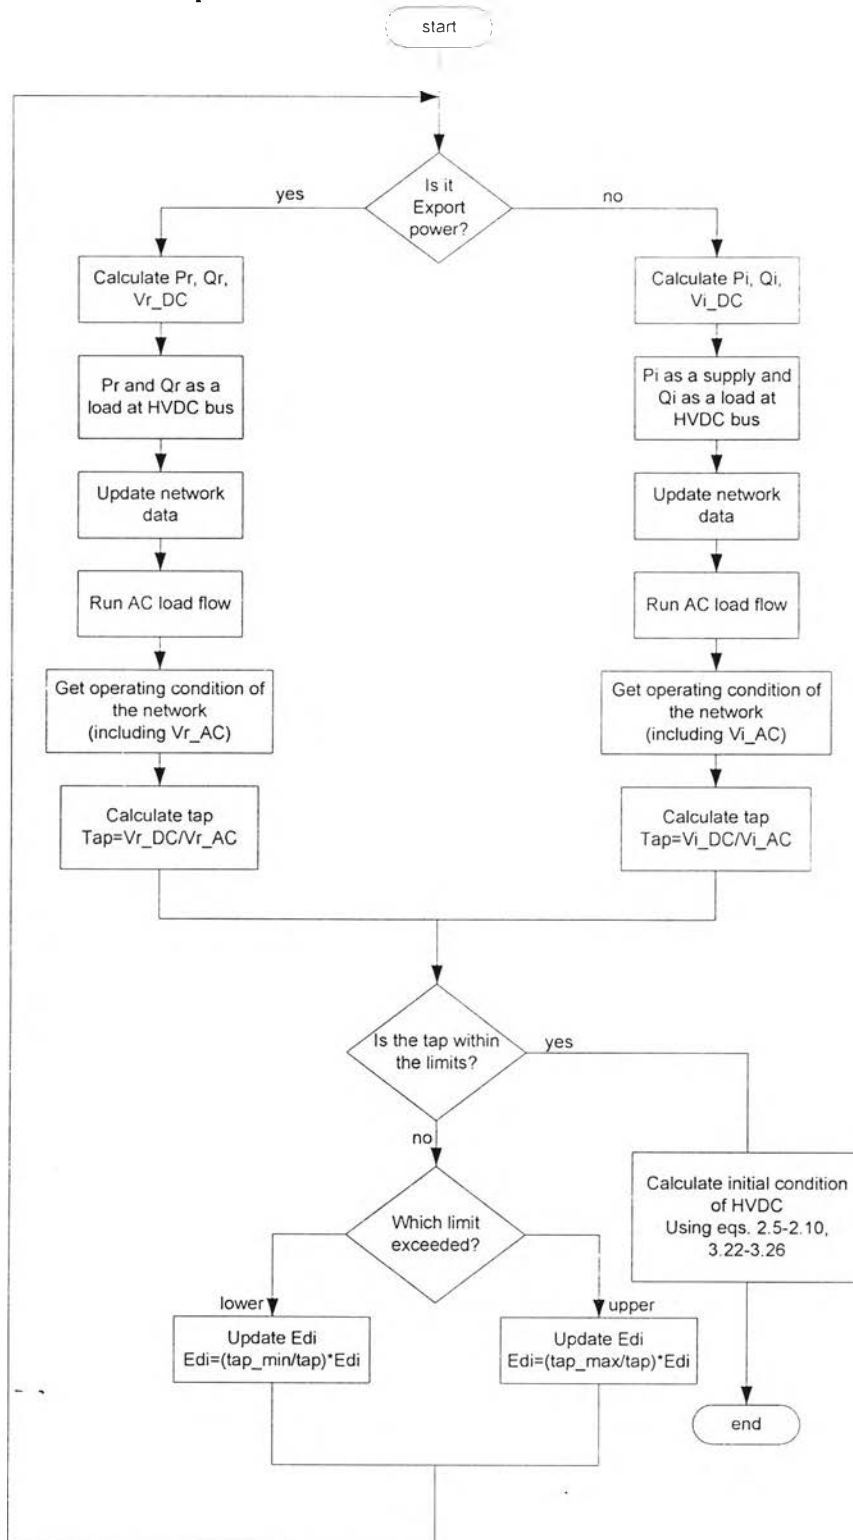 start
Is it
Export
power?
yes
no
Calculate Pr, Qr,
Vr_DC
Calculate Pi, Qi,
Vi_DC
Pr and Qr as a
load at HVDC bus
Pi as a supply and
Qi as a load at
HVDC bus
Update network
data
Update network
data
Run AC load flow
Run AC load flow
Get operating condition of
the network
(including Vr_AC)
Get operating condition of
the network
(including Vi_AC)
Calculate tap
Tap=Vr_DC/Vr_AC
Calculate tap
Tap=Vi_DC/Vi_AC
Is the tap within
the limits?
yes
no
Calculate initial condition
of HVDC
Using eqs. 2.5-2.10,
3.22-3.26
Which limit
exceeded?
lower
upper
Update Edi
Edi=(tap_min/tap)*Edi
Update Edi
Edi=(tap_max/tap)*Edi
end